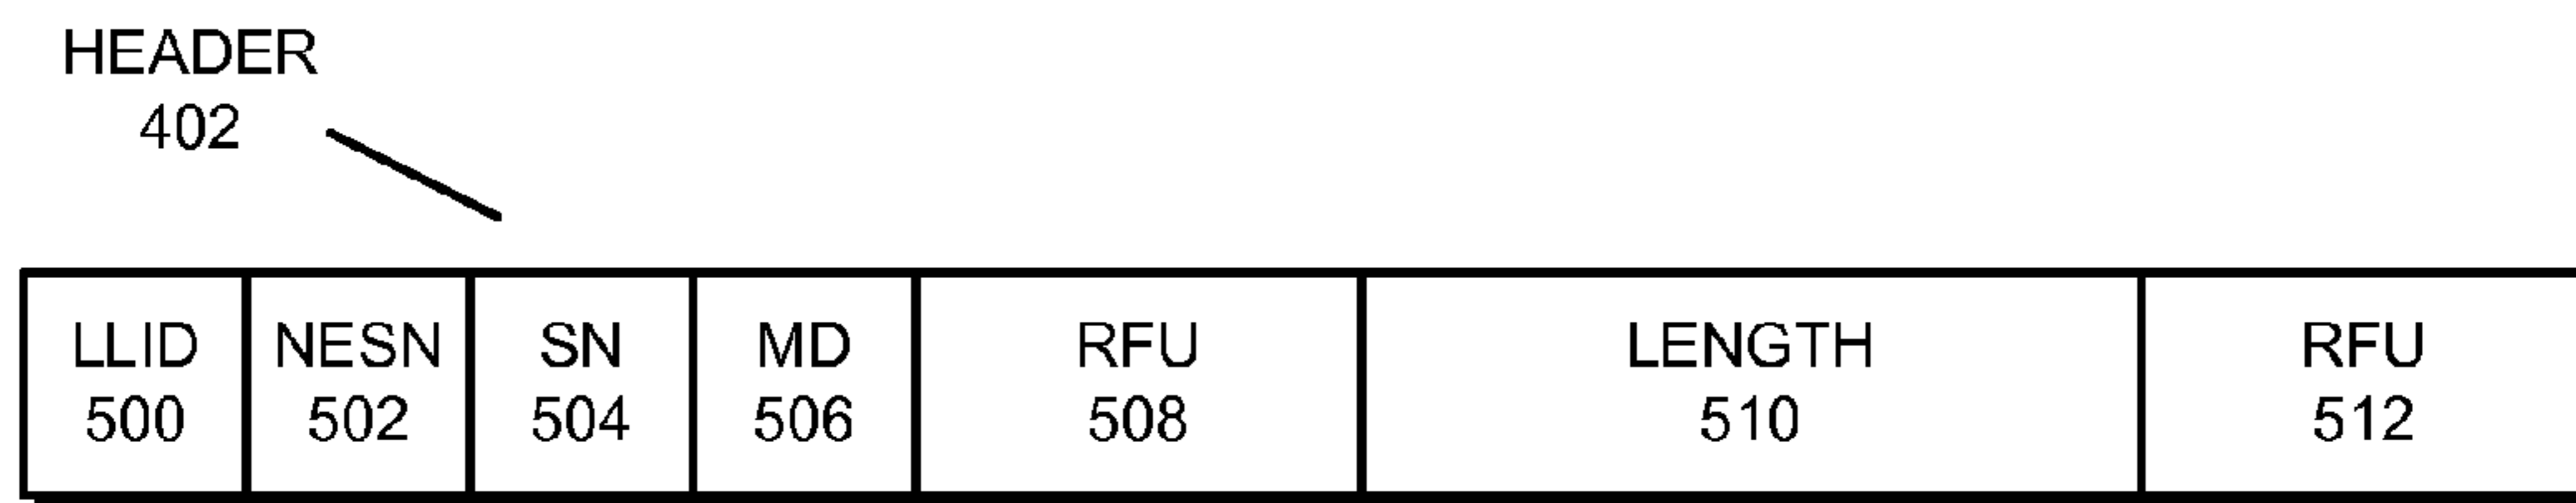 HEADER
402
LLID NESN SN MD RFU LENGTH RFU
500 502 504 506 508 510 512